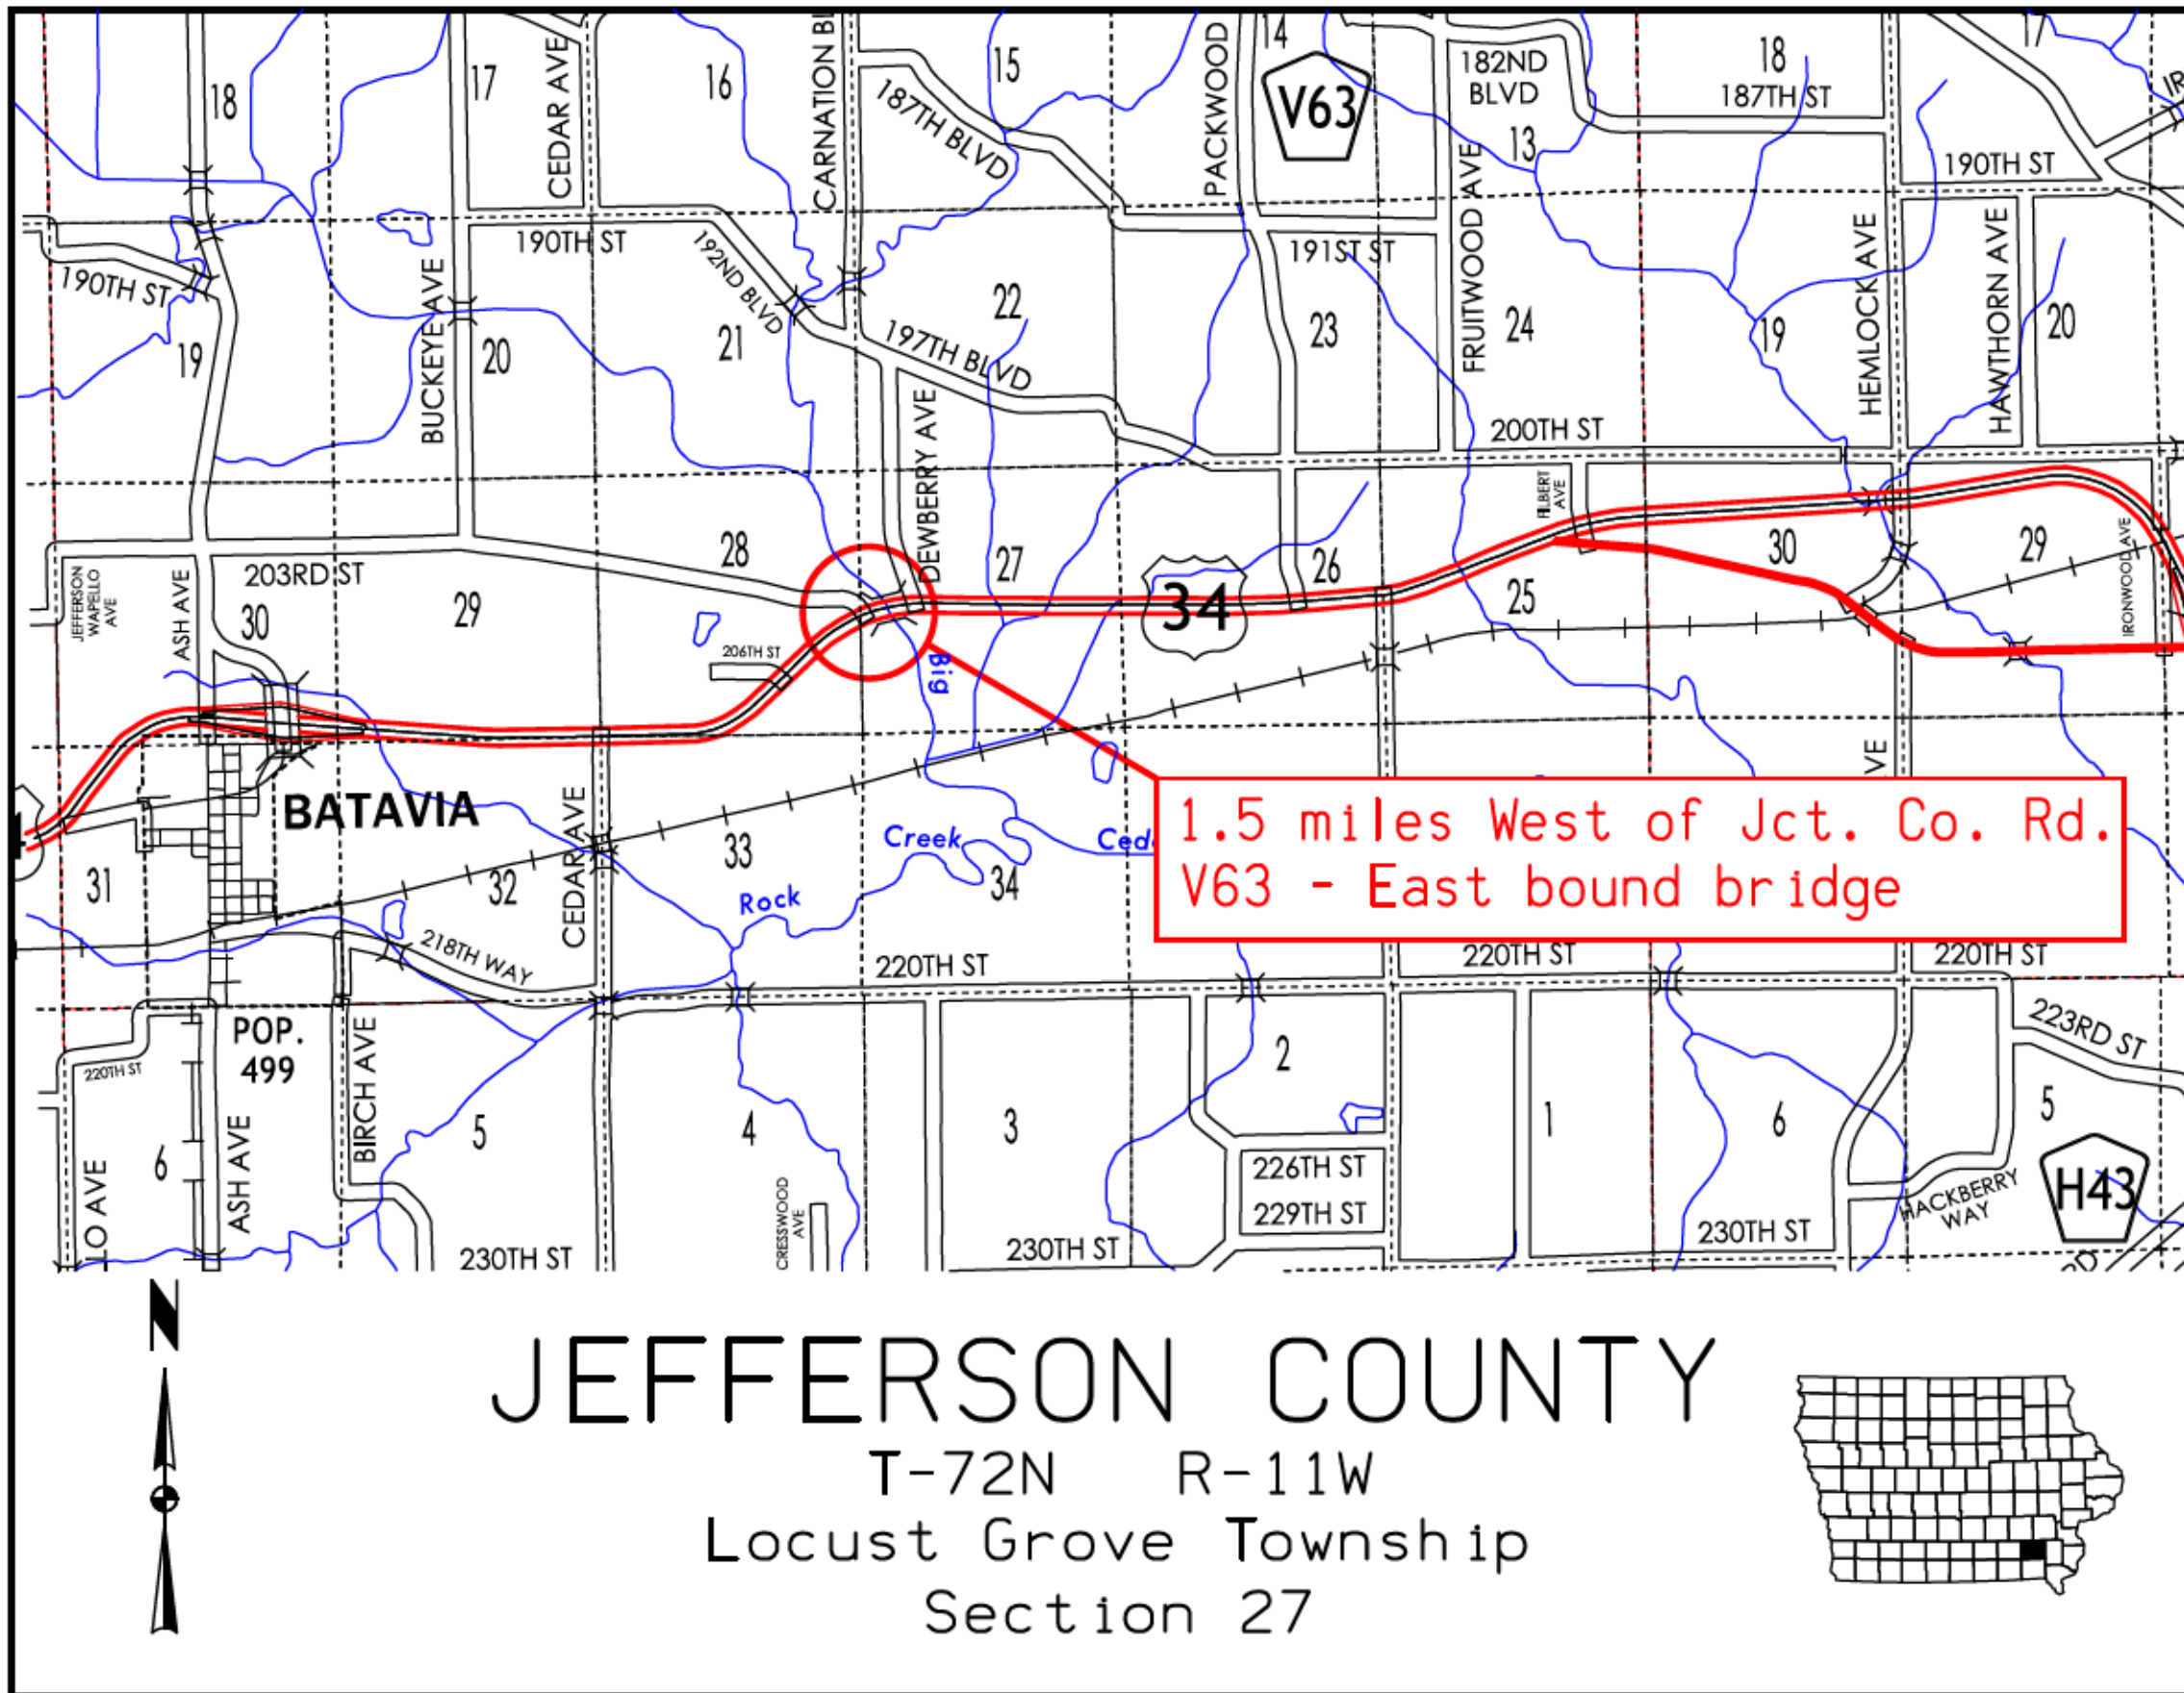 14
17
18
17
CEDAR AVE
16
CARNATION BL
15
187TH BLVD
PACKWOOD
V63
182ND
BLVD
13
18
187TH ST
190TH ST
190TH ST
190TH ST
192ND BLVD
191ST ST
FRUITWOOD AVE
HEMLOCK AVE
HAWTHORN AVE
BUCKEYE AVE
19
20
21
22
197TH BLVD
23
24
19
20
DEWBERRY AVE
200TH ST
FILBERT
AVE
JEFFERSON
WAPELLO
AVE
ASH AVE
203RD ST
30
29
28
27
34
26
25
30
29
IRONWOOD AVE
206TH ST
Big
BATAVIA
31
32
CEDAR AVE
33
Rock
Creek
34
1.5 miles West of Jct. Co. Rd.
V63 - East bound bridge
218TH WAY
220TH ST
220TH ST
220TH ST
POP.
499
220TH ST
BIRCH AVE
ASH AVE
LO AVE
6
5
4
3
2
1
6
5
223RD ST
H43
HACKBERRY
WAY
226TH ST
229TH ST
CRESSWOOD
AVE
230TH ST
230TH ST
230TH ST
N
JEFFERSON COUNTY
T-72N R-11W
Locust Grove Township
Section 27